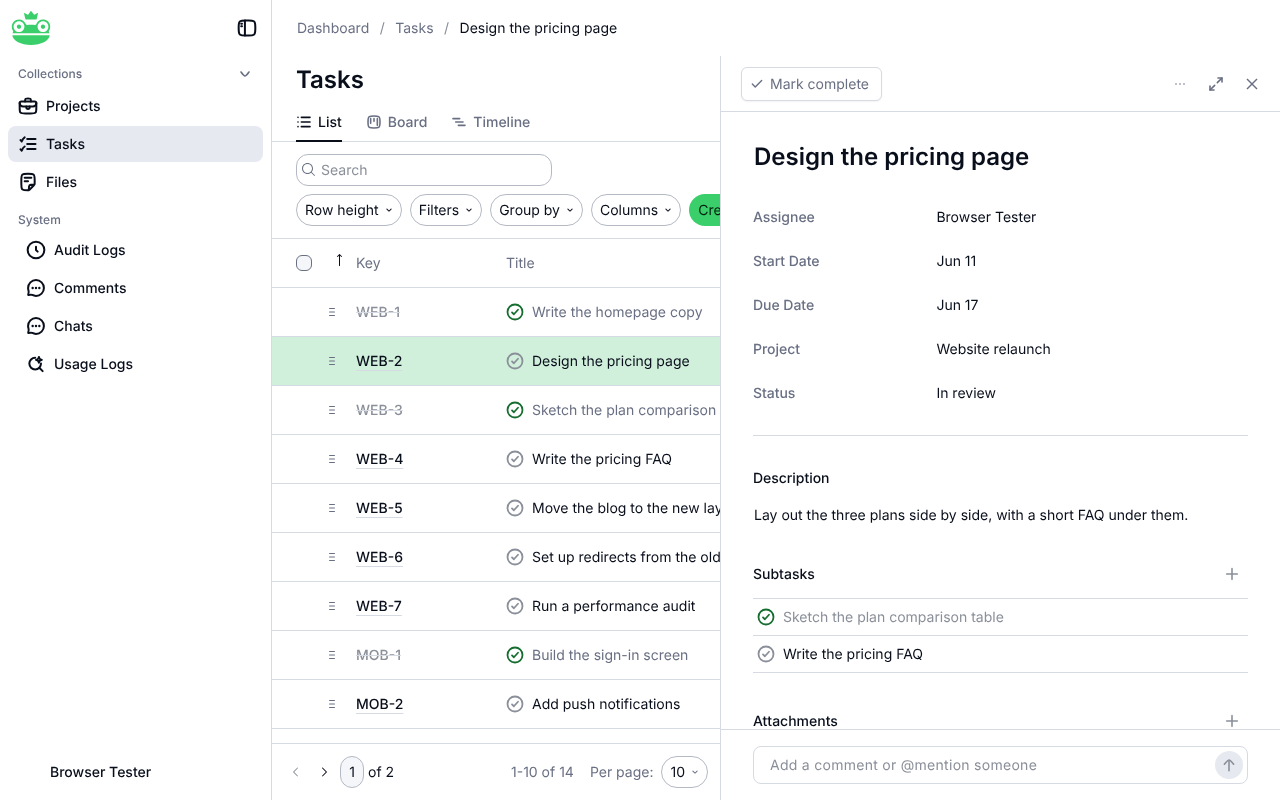 Collections
Projects
Tasks
Files
System
Audit Logs
Comments
Chats
Usage Logs
Browser Tester
Dashboard / Tasks / Design the pricing page
Tasks
List Board Timeline
Search
Row height Filters Group by Columns Cre
Key Title
WEB-1 Write the homepage copy
WEB-2 Design the pricing page
WEB-3 Sketch the plan comparison
WEB-4 Write the pricing FAQ
WEB-5 Move the blog to the new lay
WEB-6 Set up redirects from the old
WEB-7 Run a performance audit
MOB-1 Build the sign-in screen
MOB-2 Add push notifications
1 of 2 1-10 of 14 Per page: 10
Mark complete
Design the pricing page
Assignee Browser Tester
Start Date Jun 11
Due Date Jun 17
Project Website relaunch
Status In review
Description
Lay out the three plans side by side, with a short FAQ under them.
Subtasks
Sketch the plan comparison table
Write the pricing FAQ
Attachments
Add a comment or @mention someone